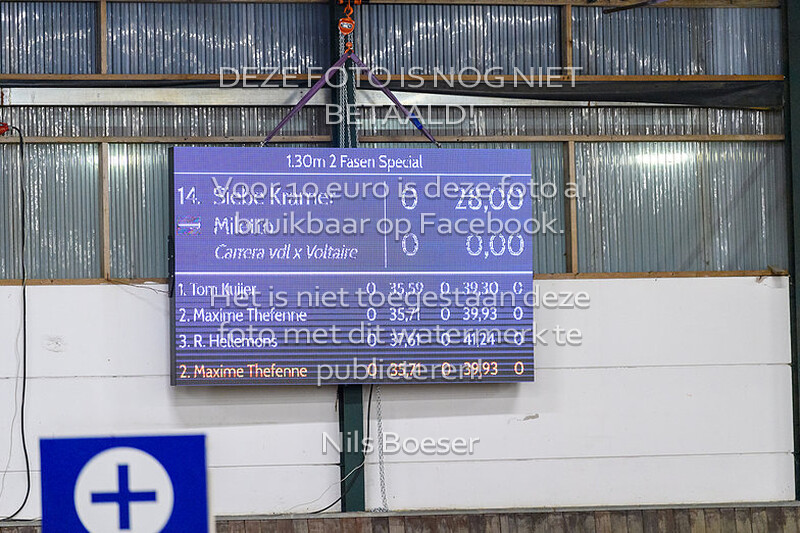 DEZE FOTO IS NOG NIET
BETAALD!
1.30m 2 Fasen Special
14. Siebe Kramer 0 28,00
0 0,00
Carrera vdl x Voltaire
Voor 10 euro is deze foto al
bruikbaar op Facebook.
1. Tom Kuijer 0 35,59 0 39,30 0
2. Maxime Thefenne 0 35,71 0 39,93 0
3. R. Hellemons 0 37,61 0 41,24 0
2. Maxime Thefenne 0 35,71 0 39,93 0
Het is niet toegestaan deze
foto met dit watermerk te
publiceren!
Nils Boeser